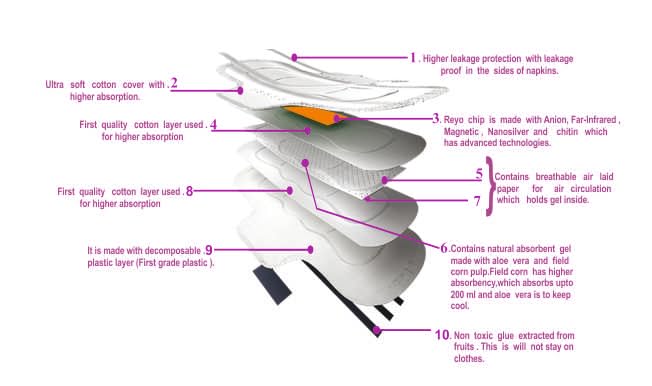 1. Higher leakage protection with leakage
proof in the sides of napkins.
Ultra soft cotton cover with . 2
higher absorption.
3. Reyo chip is made with Anion, Far-Infrared ,
Magnetic , Nanosilver and chitin which
has advanced technologies.
First quality cotton layer used . 4
for higher absorption
5
7
} Contains breathable air laid
paper for air circulation
which holds gel inside.
First quality cotton layer used . 8
for higher absorption
6 .Contains natural absorbent gel
made with aloe vera and field
corn pulp.Field corn has higher
absorbency,which absorbs upto
200 ml and aloe vera is to keep
cool.
It is made with decomposable .9
plastic layer (First grade plastic ).
10. Non toxic glue extracted from
fruits . This is will not stay on
clothes.